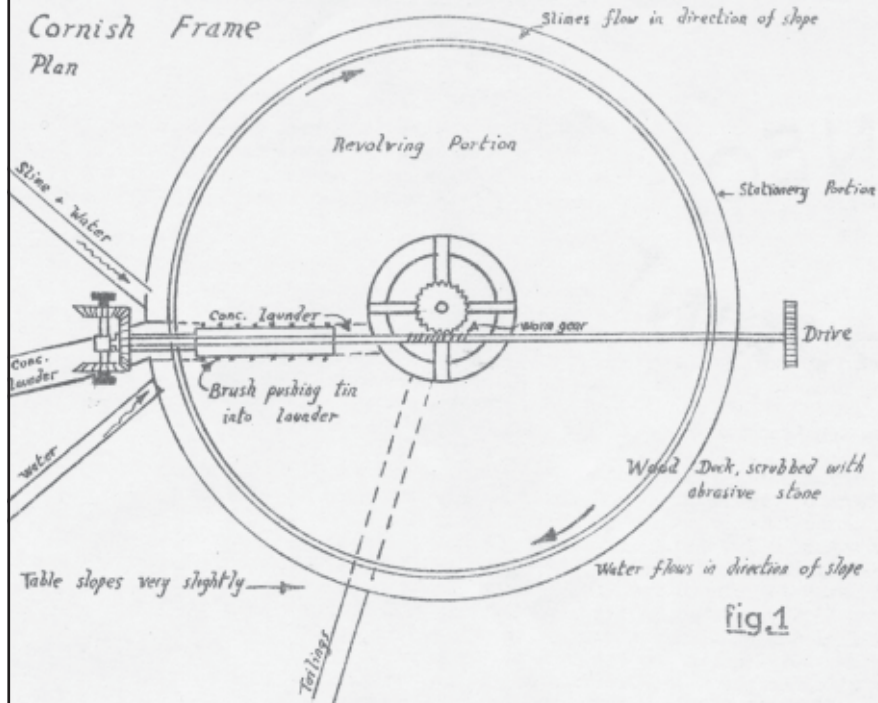 Cornish Frame
Plan
Slimes flow in direction of slope
Revolving Portion
Stationery Portion
Slime + Water
Conc. launder
worm gear
Drive
Conc.
launder
Brush pushing tin
into launder
Water
Wood Deck, scrubbed with
abrasive stone
Water flows in direction of slope
Table slopes very slightly
Tailings
fig.1